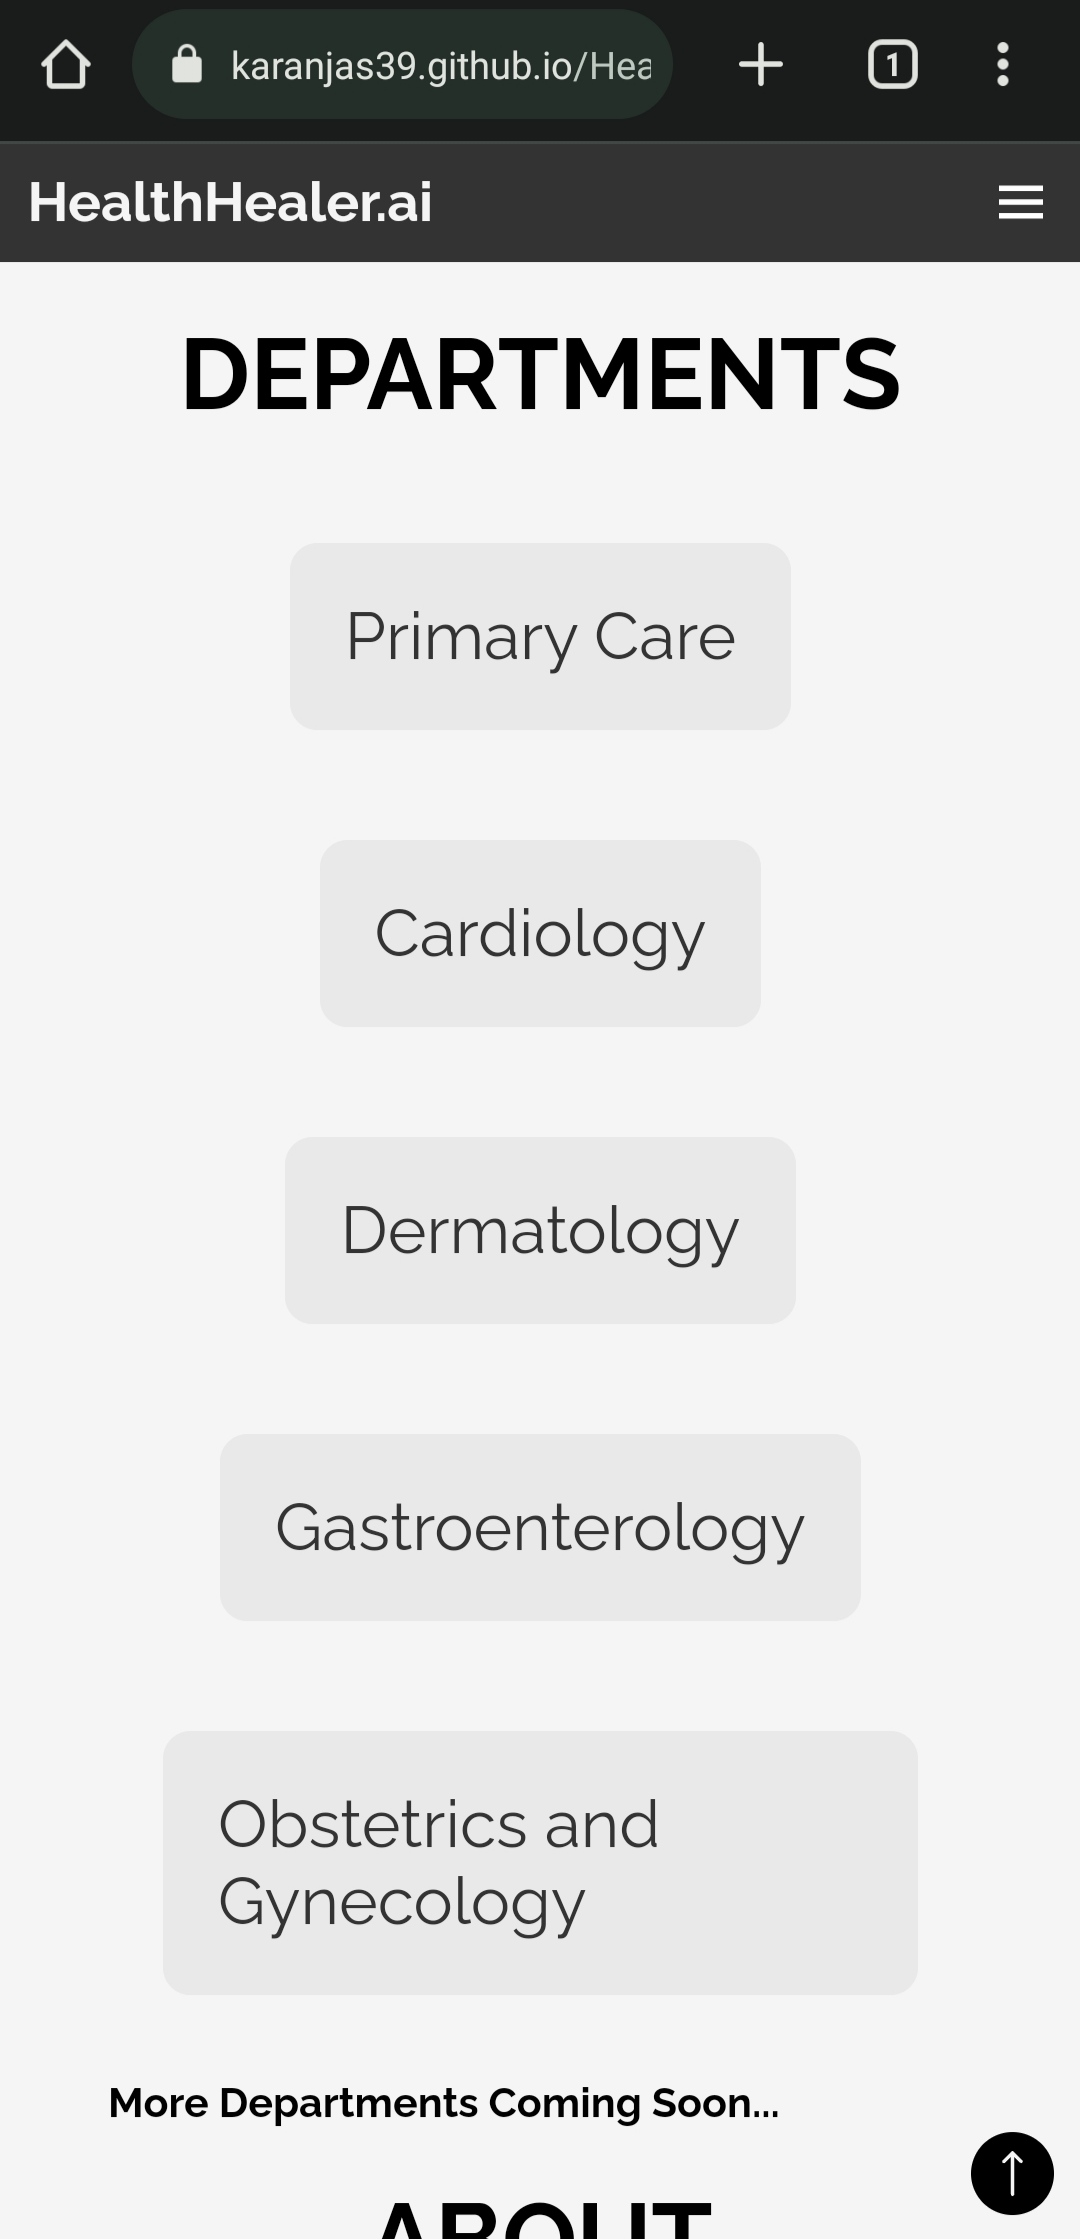 karanjas39.github.io/Hea
1
HealthHealer.ai
DEPARTMENTS
Primary Care
Cardiology
Dermatology
Gastroenterology
Obstetrics and
Gynecology
More Departments Coming Soon...
ABOUT